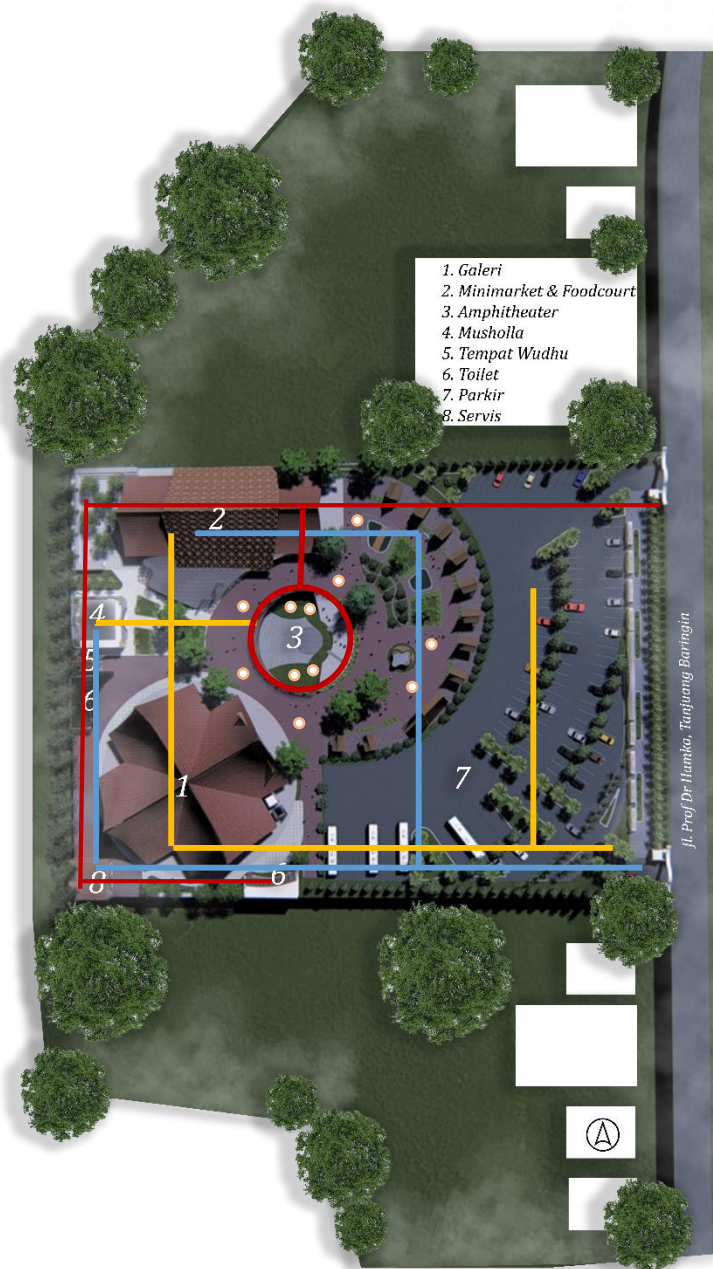 1. Galeri
2. Minimarket & Foodcourt
3. Amphitheater
4. Musholla
5. Tempat Wudhu
6. Toilet
7. Parkir
8. Servis
2
4
3
5
6
1
7
6
8
Jl. Prof Dr Hamka, Tanjuang Baringin